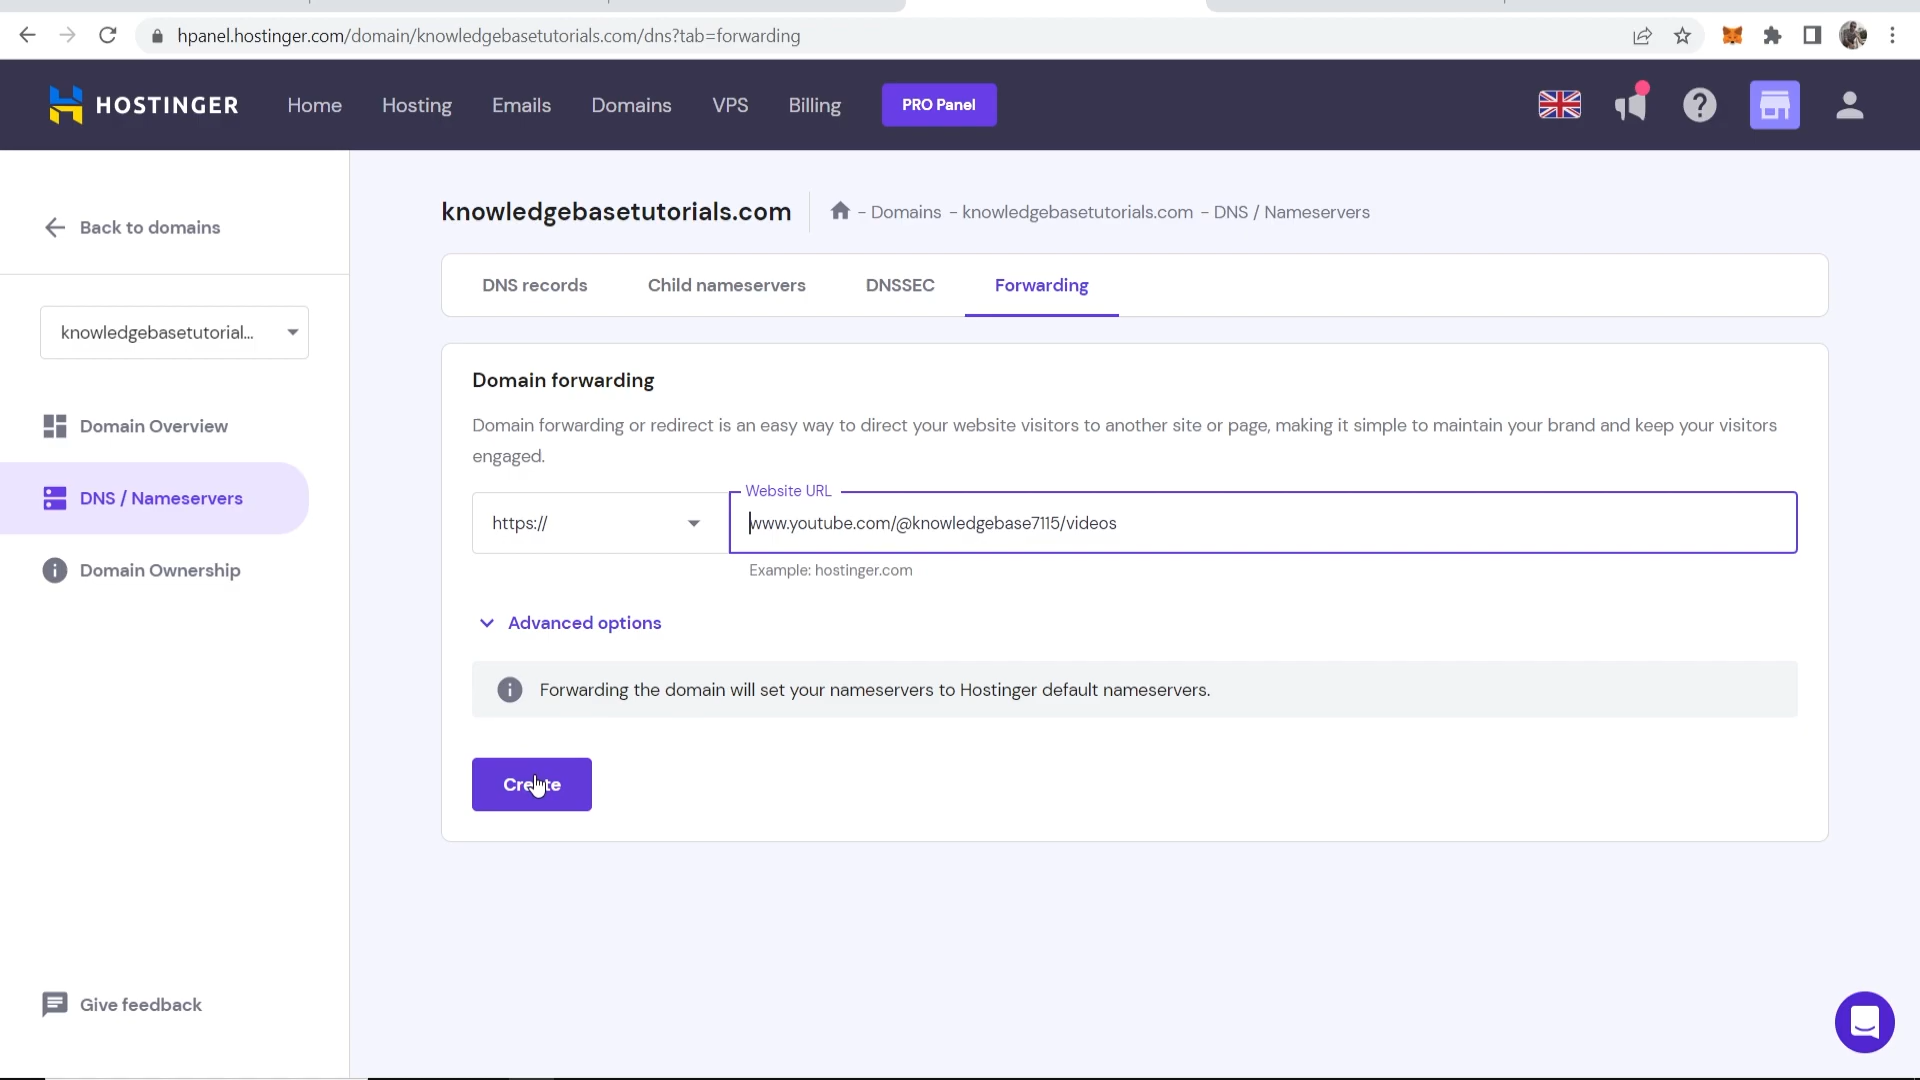 hpanel.hostinger.com/domain/knowledgebasetutorials.com/dns?tab=forwarding
HOSTINGER Home Hosting Emails Domains VPS Billing PRO Panel
Back to domains
knowledgebasetutorial...
Domain Overview
DNS / Nameservers
Domain Ownership
Give feedback
knowledgebasetutorials.com - Domains - knowledgebasetutorials.com - DNS / Nameservers
DNS records Child nameservers DNSSEC Forwarding
Domain forwarding
Domain forwarding or redirect is an easy way to direct your website visitors to another site or page, making it simple to maintain your brand and keep your visitors
engaged.
Website URL
https:// www.youtube.com/@knowledgebase7115/videos
Example: hostinger.com
Advanced options
Forwarding the domain will set your nameservers to Hostinger default nameservers.
Create